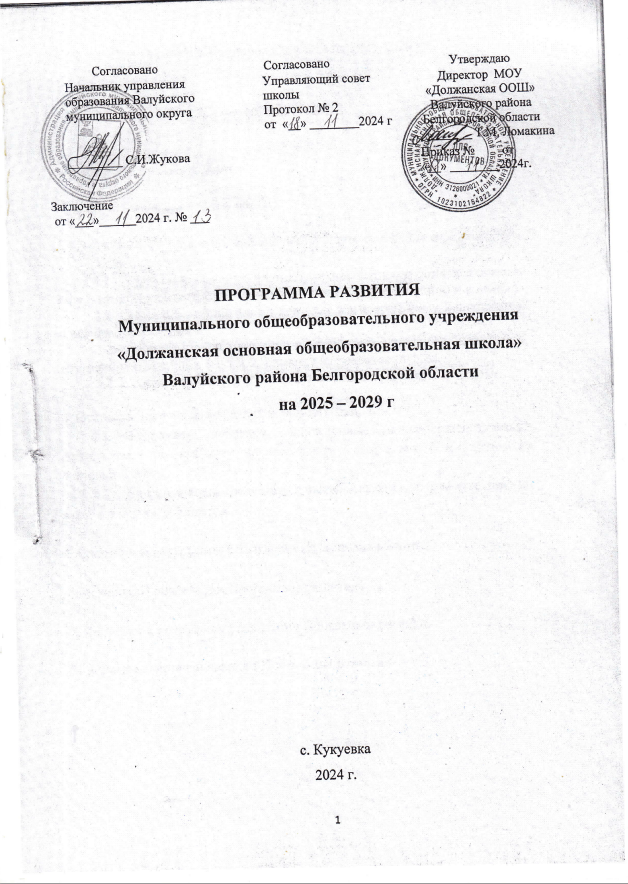 Согласовано
Начальник управления
образования Валуйского
муниципального округа
С.И.Жукова
Заключение
от «22» 11 2024 г. № 13
Согласовано
Управляющий совет
школы
Протокол № 2
от «18» 11 2024 г
Утверждаю
Директор МОУ
«Должанская ООШ»
Валуйского района
Белгородской области
Г.М. Ломакина
Приказ № от
11 2024г.
ПРОГРАММА РАЗВИТИЯ
Муниципального общеобразовательного учреждения
«Должанская основная общеобразовательная школа»
Валуйского района Белгородской области
на 2025 – 2029 г
с. Кукуевка
2024 г.
1